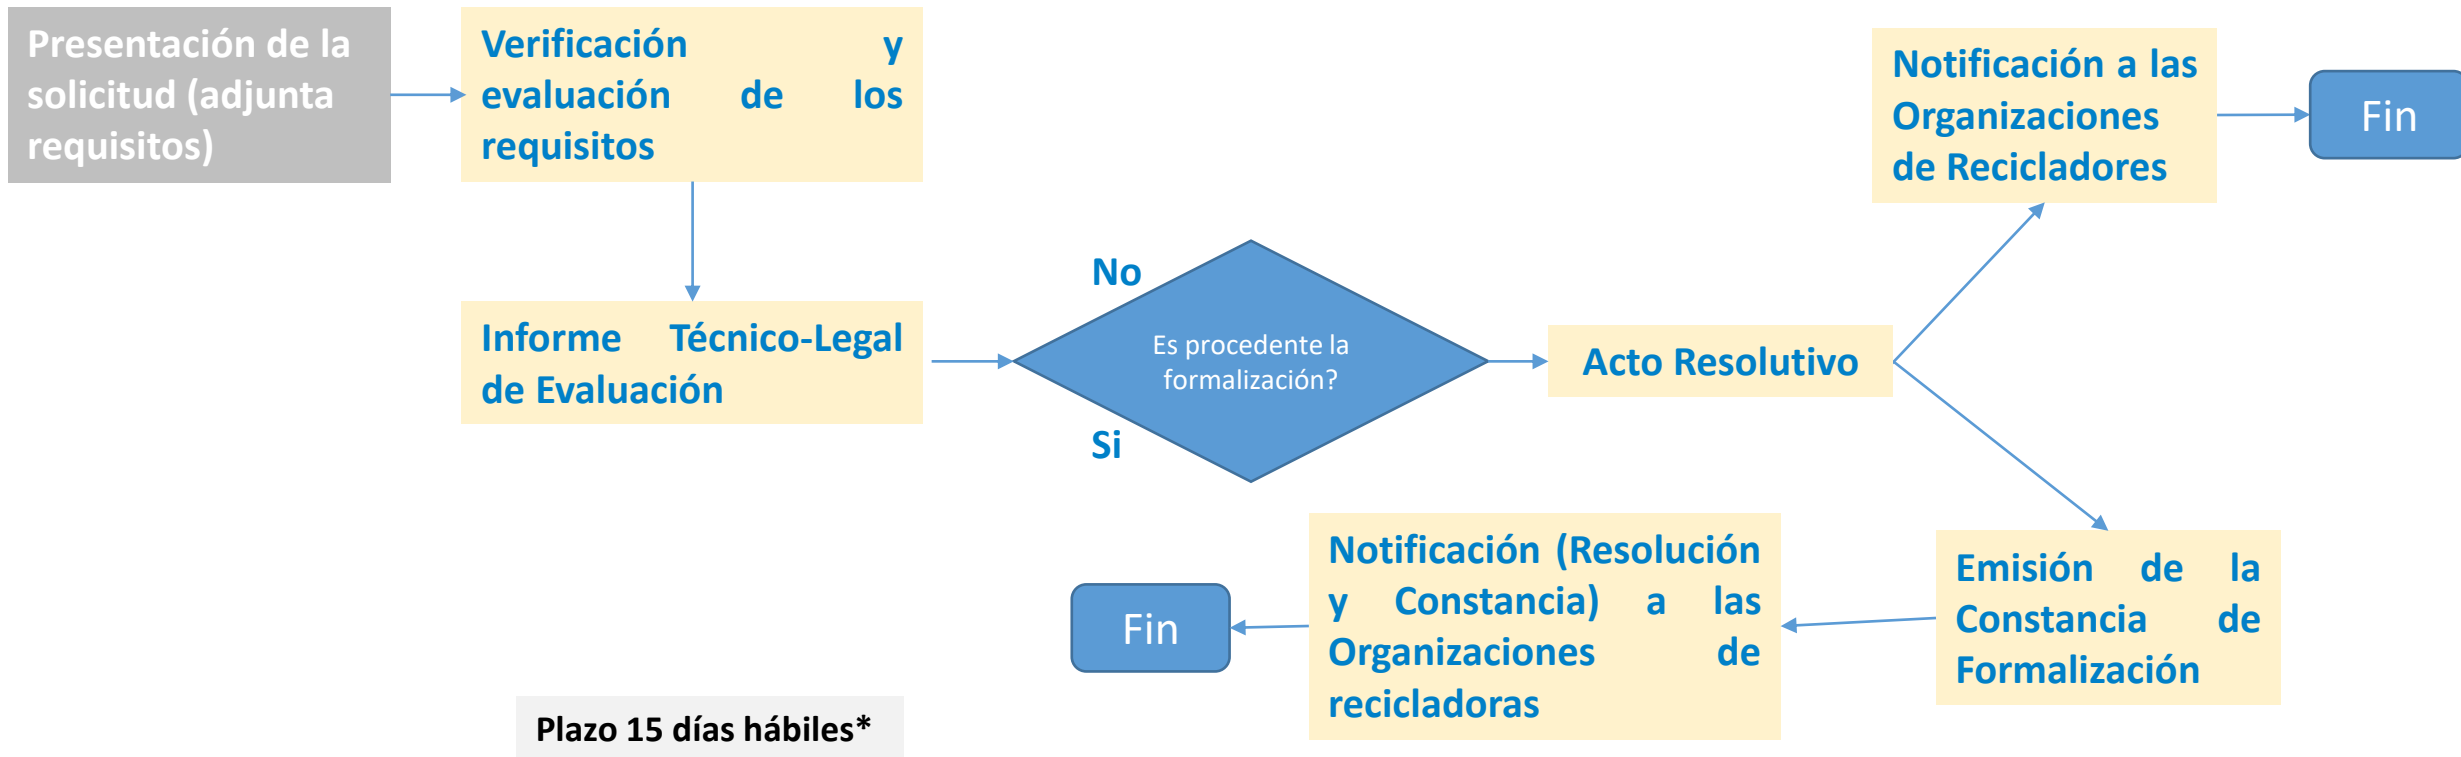 Presentación de la
solicitud (adjunta
requisitos)
Verificación y
evaluación de los
requisitos
Informe Técnico-Legal
de Evaluación
No
Es procedente la
formalización?
Si
Acto Resolutivo
Notificación a las
Organizaciones
de Recicladores
Fin
Emisión de la
Constancia de
Formalización
Notificación (Resolución
y Constancia) a las
Organizaciones de
recicladoras
Fin
Plazo 15 días hábiles*